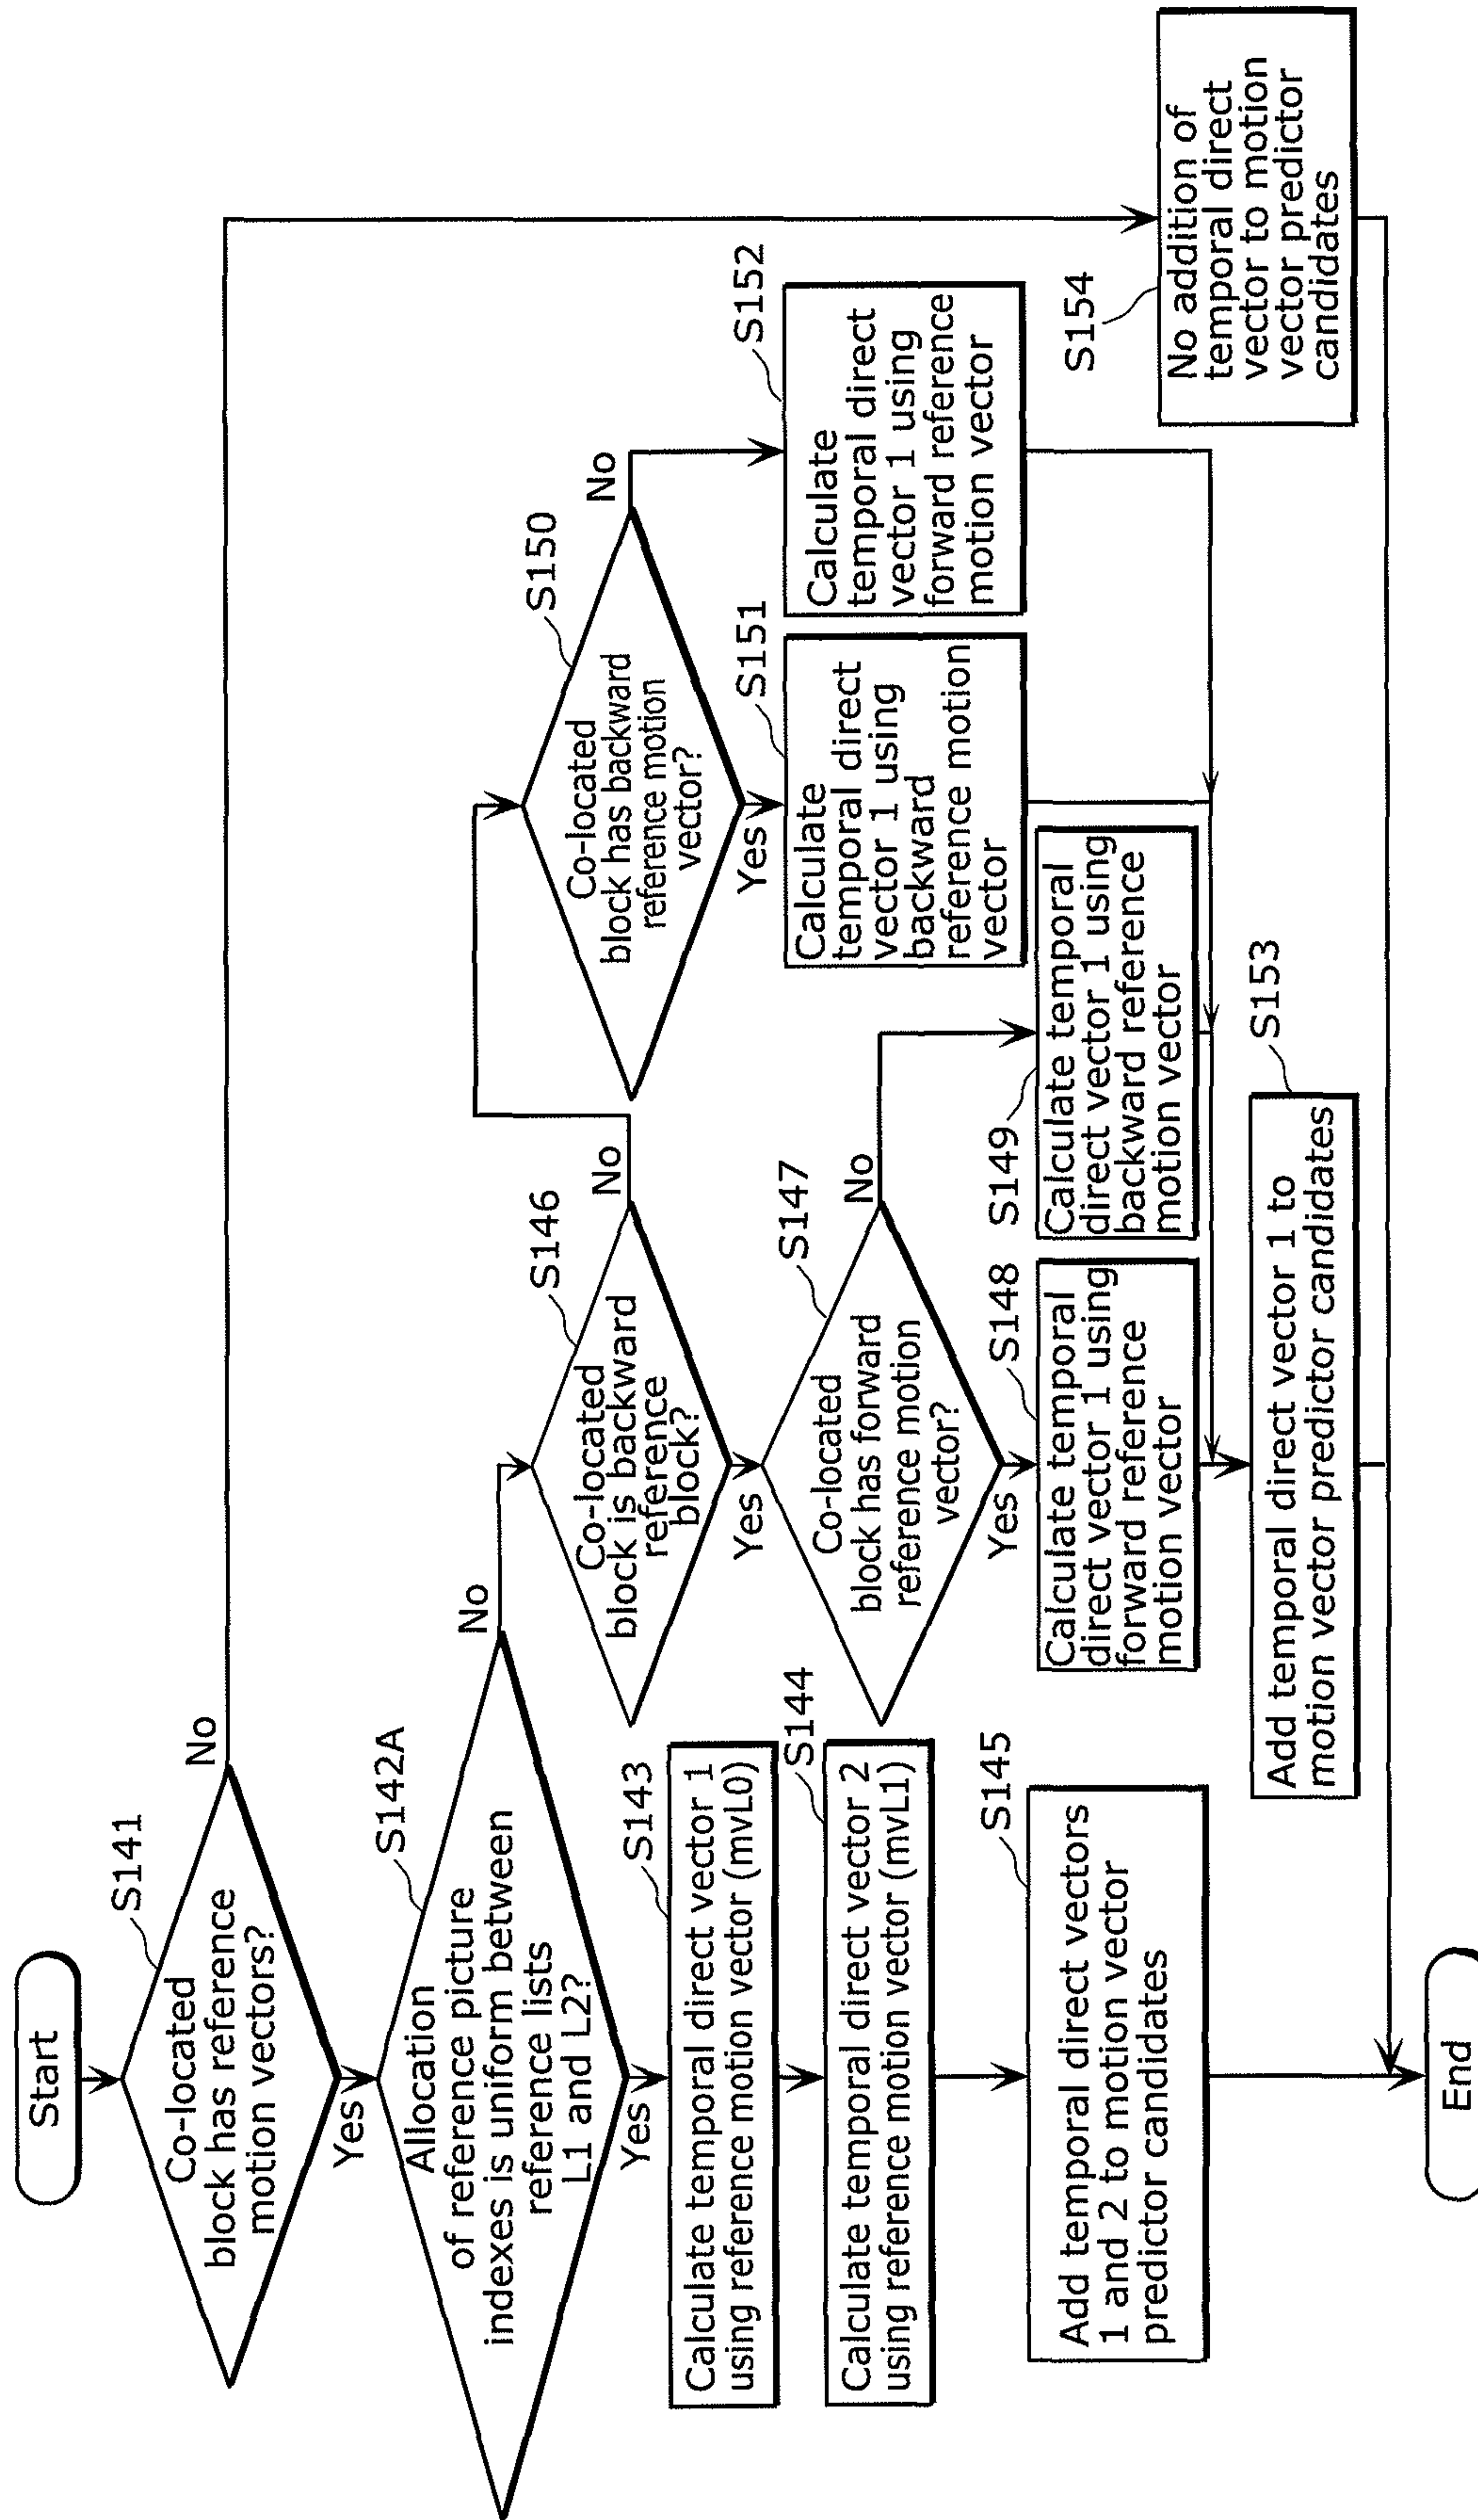 Start
S141
Co-located
block has reference
motion vectors?
No
Yes
S142A
Allocation
of reference picture
indexes is uniform between
reference lists
L1 and L2?
No
Yes
S143
Calculate temporal direct vector 1
using reference motion vector (mvL0)
S144
Calculate temporal direct vector 2
using reference motion vector (mvL1)
S145
Add temporal direct vectors
1 and 2 to motion vector
predictor candidates
S146
Co-located
block is backward
reference
block?
No
Yes
S147
Co-located
block has forward
reference motion
vector?
No
Yes
S148
Calculate temporal
direct vector 1 using
forward reference
motion vector
S149
Calculate temporal
direct vector 1 using
backward reference
motion vector
S150
Co-located
block has backward
reference motion
vector?
No
Yes
S151
Calculate
temporal direct
vector 1 using
backward
reference motion
vector
S152
Calculate
temporal direct
vector 1 using
forward reference
motion vector
S153
Add temporal direct vector 1 to
motion vector predictor candidates
S154
No addition of
temporal direct
vector to motion
vector predictor
candidates
End